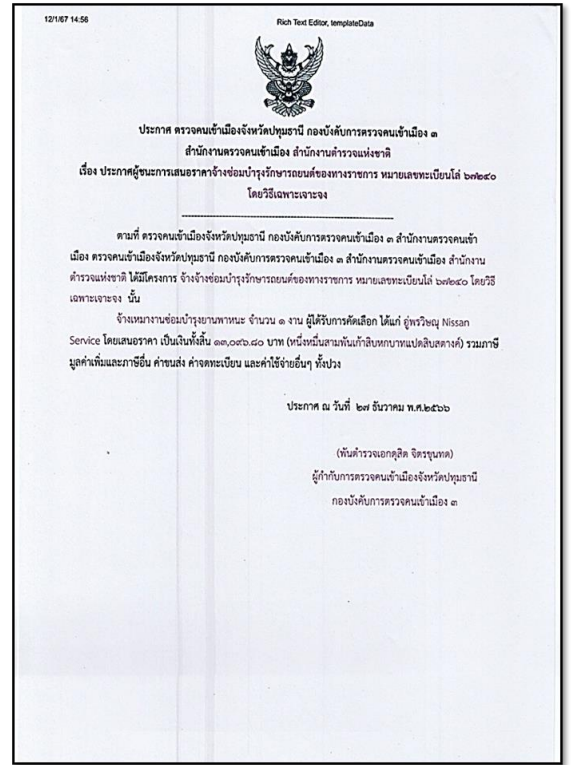 12/1/67 14:56
Rich Text Editor, templateData
ประกาศ ตรวจคนเข้าเมืองจังหวัดปทุมธานี กองบังคับการตรวจคนเข้าเมือง ๓
สำนักงานตรวจคนเข้าเมือง สำนักงานตำรวจแห่งชาติ
เรื่อง ประกาศผู้ชนะการเสนอราคาจ้างซ่อมบำรุงรักษารถยนต์ของทางราชการ หมายเลขทะเบียนโล่ ๖๗๒๔๐
โดยวิธีเฉพาะเจาะจง
ตามที่ ตรวจคนเข้าเมืองจังหวัดปทุมธานี กองบังคับการตรวจคนเข้าเมือง ๓ สำนักงานตรวจคนเข้า
เมือง ตรวจคนเข้าเมืองจังหวัดปทุมธานี กองบังคับการตรวจคนเข้าเมือง ๓ สำนักงานตรวจคนเข้าเมือง สำนักงาน
ตำรวจแห่งชาติ ได้มีโครงการ จ้างจ้างซ่อมบำรุงรักษารถยนต์ของทางราชการ หมายเลขทะเบียนโล่ ๖๗๒๔๐ โดยวิธี
เฉพาะเจาะจง นั้น
จ้างเหมางานซ่อมบำรุงยานพาหนะ จำนวน ๑ งาน ผู้ได้รับการคัดเลือก ได้แก่ อู่พรวิษณุ Nissan
Service โดยเสนอราคา เป็นเงินทั้งสิ้น ๑๓,๐๙๖.๘๐ บาท (หนึ่งหมื่นสามพันเก้าสิบหกบาทแปดสิบสตางค์) รวมภาษี
มูลค่าเพิ่มและภาษีอื่น ค่าขนส่ง ค่าจดทะเบียน และค่าใช้จ่ายอื่นๆ ทั้งปวง
ประกาศ ณ วันที่ ๒๗ ธันวาคม พ.ศ.๒๕๖๖
(พันตำรวจเอกดุสิต จิตรขุนทด)
ผู้กำกับการตรวจคนเข้าเมืองจังหวัดปทุมธานี
กองบังคับการตรวจคนเข้าเมือง ๓